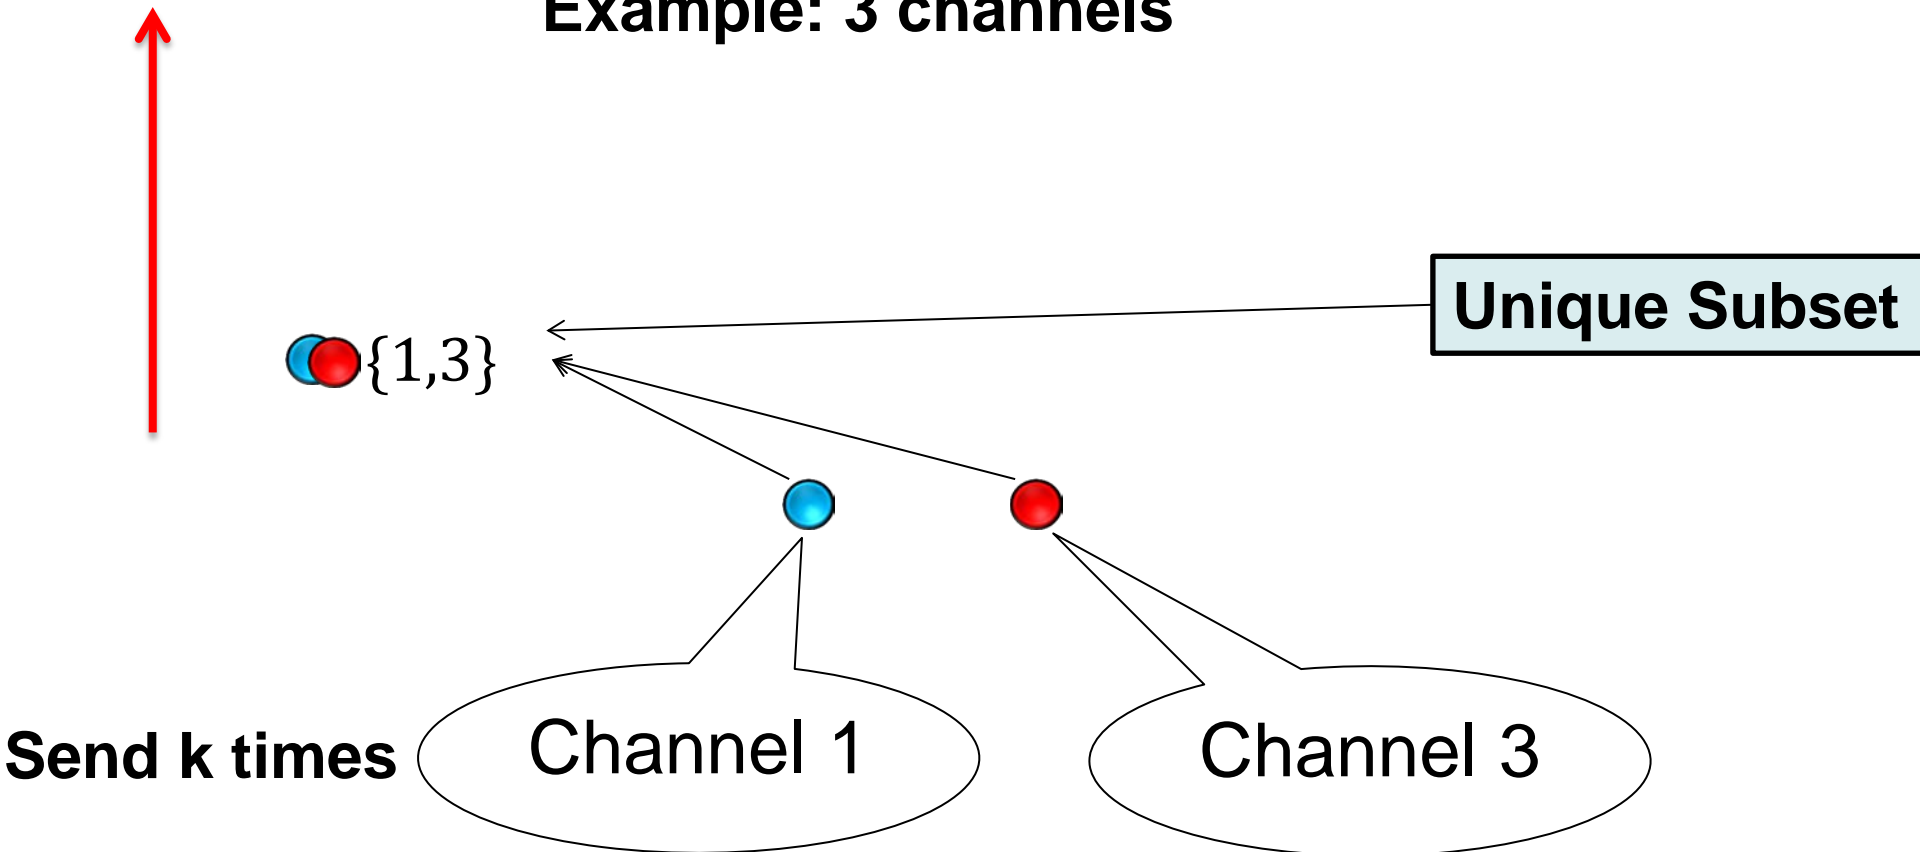 Example: 3 channels
Unique Subset
{1,3}
Channel 1
Channel 3
Send k times